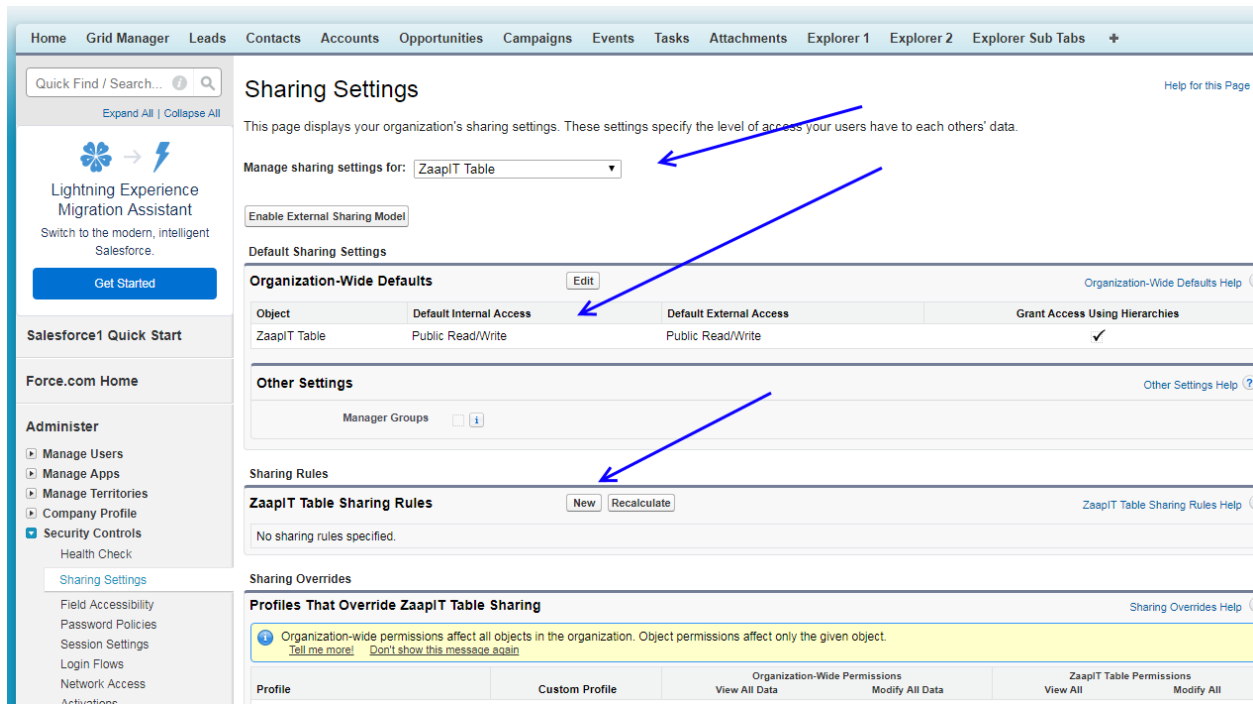 Home Grid Manager Leads Contacts Accounts Opportunities Campaigns Events Tasks Attachments Explorer 1 Explorer 2 Explorer Sub Tabs +
Quick Find / Search...
Expand All | Collapse All
Lightning Experience
Migration Assistant
Switch to the modern, intelligent
Salesforce.
Get Started
Salesforce1 Quick Start
Force.com Home
Administer
Manage Users
Manage Apps
Manage Territories
Company Profile
Security Controls
Health Check
Sharing Settings
Field Accessibility
Password Policies
Session Settings
Login Flows
Network Access
Activations
Sharing Settings
Help for this Page
This page displays your organization's sharing settings. These settings specify the level of access your users have to each others' data.
Manage sharing settings for: ZaapIT Table
Enable External Sharing Model
Default Sharing Settings
Organization-Wide Defaults Edit Organization-Wide Defaults Help
Object Default Internal Access Default External Access Grant Access Using Hierarchies
ZaapIT Table Public Read/Write Public Read/Write
Other Settings Other Settings Help ?
Manager Groups i
Sharing Rules
ZaapIT Table Sharing Rules New Recalculate ZaapIT Table Sharing Rules Help
No sharing rules specified.
Sharing Overrides
Profiles That Override ZaapIT Table Sharing Sharing Overrides Help
Organization-wide permissions affect all objects in the organization. Object permissions affect only the given object.
Tell me more! Don't show this message again
Organization-Wide Permissions ZaapIT Table Permissions
Profile Custom Profile View All Data Modify All Data View All Modify All